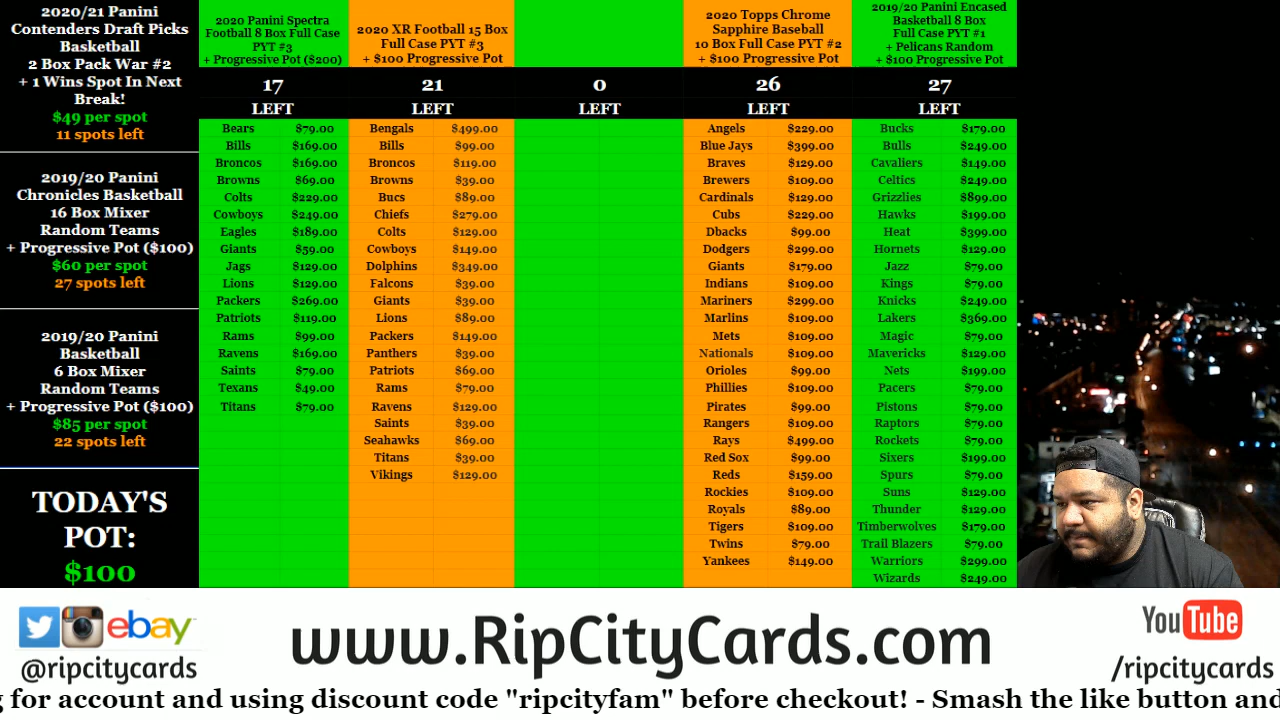 2020/21 Panini
Contenders Draft Picks
Basketball
2 Box Pack War #2
+ 1 Wins Spot In Next
Break!
$49 per spot
11 spots left
2019/20 Panini
Chronicles Basketball
16 Box Mixer
Random Teams
+ Progressive Pot ($100)
$60 per spot
27 spots left
2019/20 Panini
Basketball
6 Box Mixer
Random Teams
+ Progressive Pot ($100)
$85 per spot
22 spots left
TODAY'S
POT:
$100
2020 Panini Spectra
Football 8 Box Full Case
PYT #3
+ Progressive Pot ($200)
17
LEFT
Bears $79.00
Bills $169.00
Broncos $169.00
Browns $69.00
Colts $229.00
Cowboys $249.00
Eagles $189.00
Giants $59.00
Jags $129.00
Lions $129.00
Packers $269.00
Patriots $119.00
Rams $99.00
Ravens $169.00
Saints $79.00
Texans $49.00
Titans $79.00
2020 XR Football 15 Box
Full Case PYT #3
+ $100 Progressive Pot
21
LEFT
Bengals $499.00
Bills $99.00
Broncos $119.00
Browns $39.00
Bucs $89.00
Chiefs $279.00
Colts $129.00
Cowboys $149.00
Dolphins $349.00
Falcons $39.00
Giants $39.00
Lions $89.00
Packers $149.00
Panthers $39.00
Patriots $69.00
Rams $79.00
Ravens $129.00
Saints $39.00
Seahawks $69.00
Titans $39.00
Vikings $129.00
0
LEFT
2020 Topps Chrome
Sapphire Baseball
10 Box Full Case PYT #2
+ $100 Progressive Pot
26
LEFT
Angels $229.00
Blue Jays $399.00
Braves $129.00
Brewers $109.00
Cardinals $129.00
Cubs $229.00
Dbacks $99.00
Dodgers $299.00
Giants $179.00
Indians $109.00
Mariners $299.00
Marlins $109.00
Mets $109.00
Nationals $109.00
Orioles $99.00
Phillies $109.00
Pirates $99.00
Rangers $109.00
Rays $499.00
Red Sox $99.00
Reds $159.00
Rockies $109.00
Royals $89.00
Tigers $109.00
Twins $79.00
Yankees $149.00
2019/20 Panini Encased
Basketball 8 Box
Full Case PYT #1
+ Pelicans Random
+ $100 Progressive Pot
27
LEFT
Bucks $179.00
Bulls $249.00
Cavaliers $149.00
Celtics $249.00
Grizzlies $899.00
Hawks $199.00
Heat $399.00
Hornets $129.00
Jazz $79.00
Kings $79.00
Knicks $249.00
Lakers $369.00
Magic $79.00
Mavericks $129.00
Nets $199.00
Pacers $79.00
Pistons $79.00
Raptors $79.00
Rockets $79.00
Sixers $199.00
Spurs $79.00
Suns $129.00
Thunder $129.00
Timberwolves $179.00
Trail Blazers $79.00
Warriors $299.00
Wizards $249.00
ebay
@ripcitycards
www.RipCityCards.com
YouTube
/ripcitycards
g for account and using discount code "ripcityfam" before checkout! - Smash the like button and